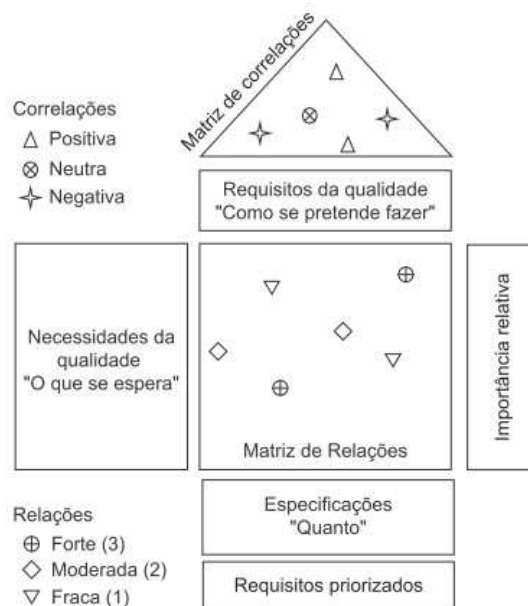 Matriz de correlações
Correlações
Positiva
Neutra
Negativa
Requisitos da qualidade
"Como se pretende fazer"
Necessidades da
qualidade
"O que se espera"
Matriz de Relações
Importância relativa
Relações
Forte (3)
Moderada (2)
Fraca (1)
Especificações
"Quanto"
Requisitos priorizados